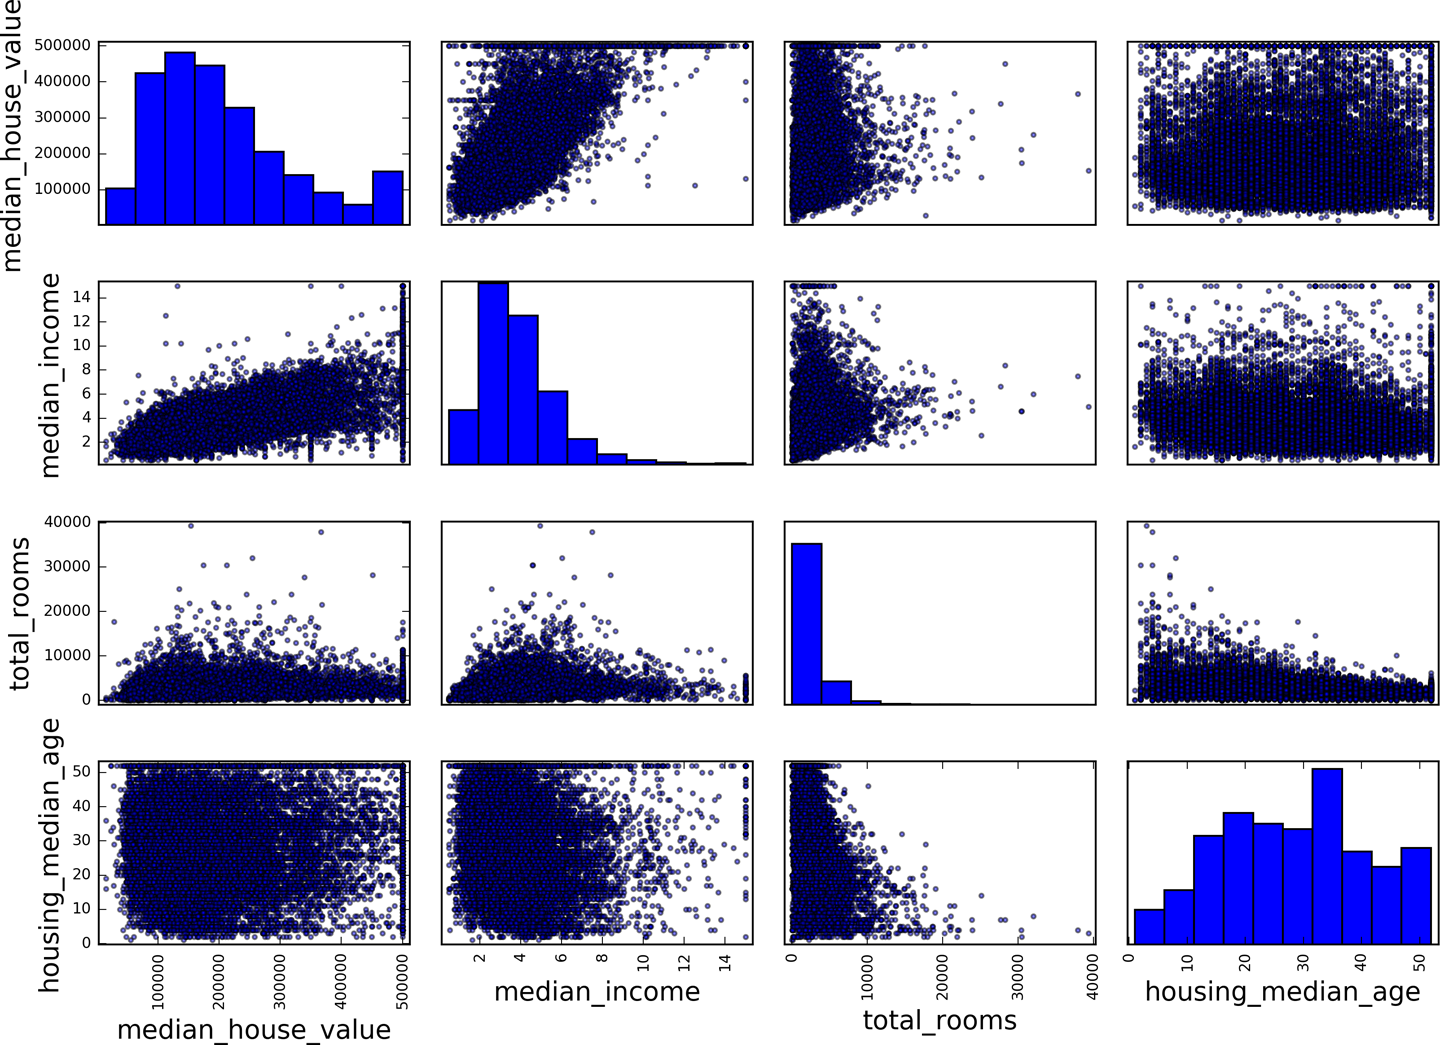 median_house_value
500000
400000
300000
200000
100000
median_income
14
12
10
8
6
4
2
total_rooms
40000
30000
20000
10000
0
housing_median_age
50
40
30
20
10
0
100000 200000 300000 400000 500000
median_house_value
2 4 6 8 10 12 14
median_income
0 10000 20000 30000 40000
total_rooms
0 10 20 30 40 50
housing_median_age